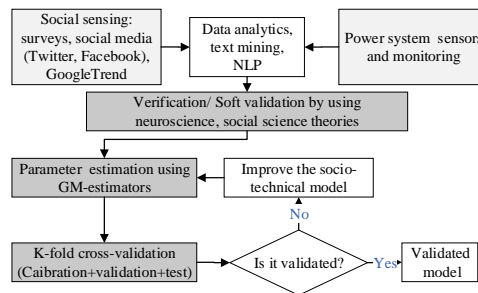 Social sensing:
surveys, social media
(Twitter, Facebook),
GoogleTrend
Data analytics,
text mining,
NLP
Power system sensors
and monitoring
Verification/ Soft validation by using
neuroscience, social science theories
Parameter estimation using
GM-estimators
Improve the socio-
technical model
No
K-fold cross-validation
(Caibration+validation+test)
Is it validated?
Yes
Validated
model